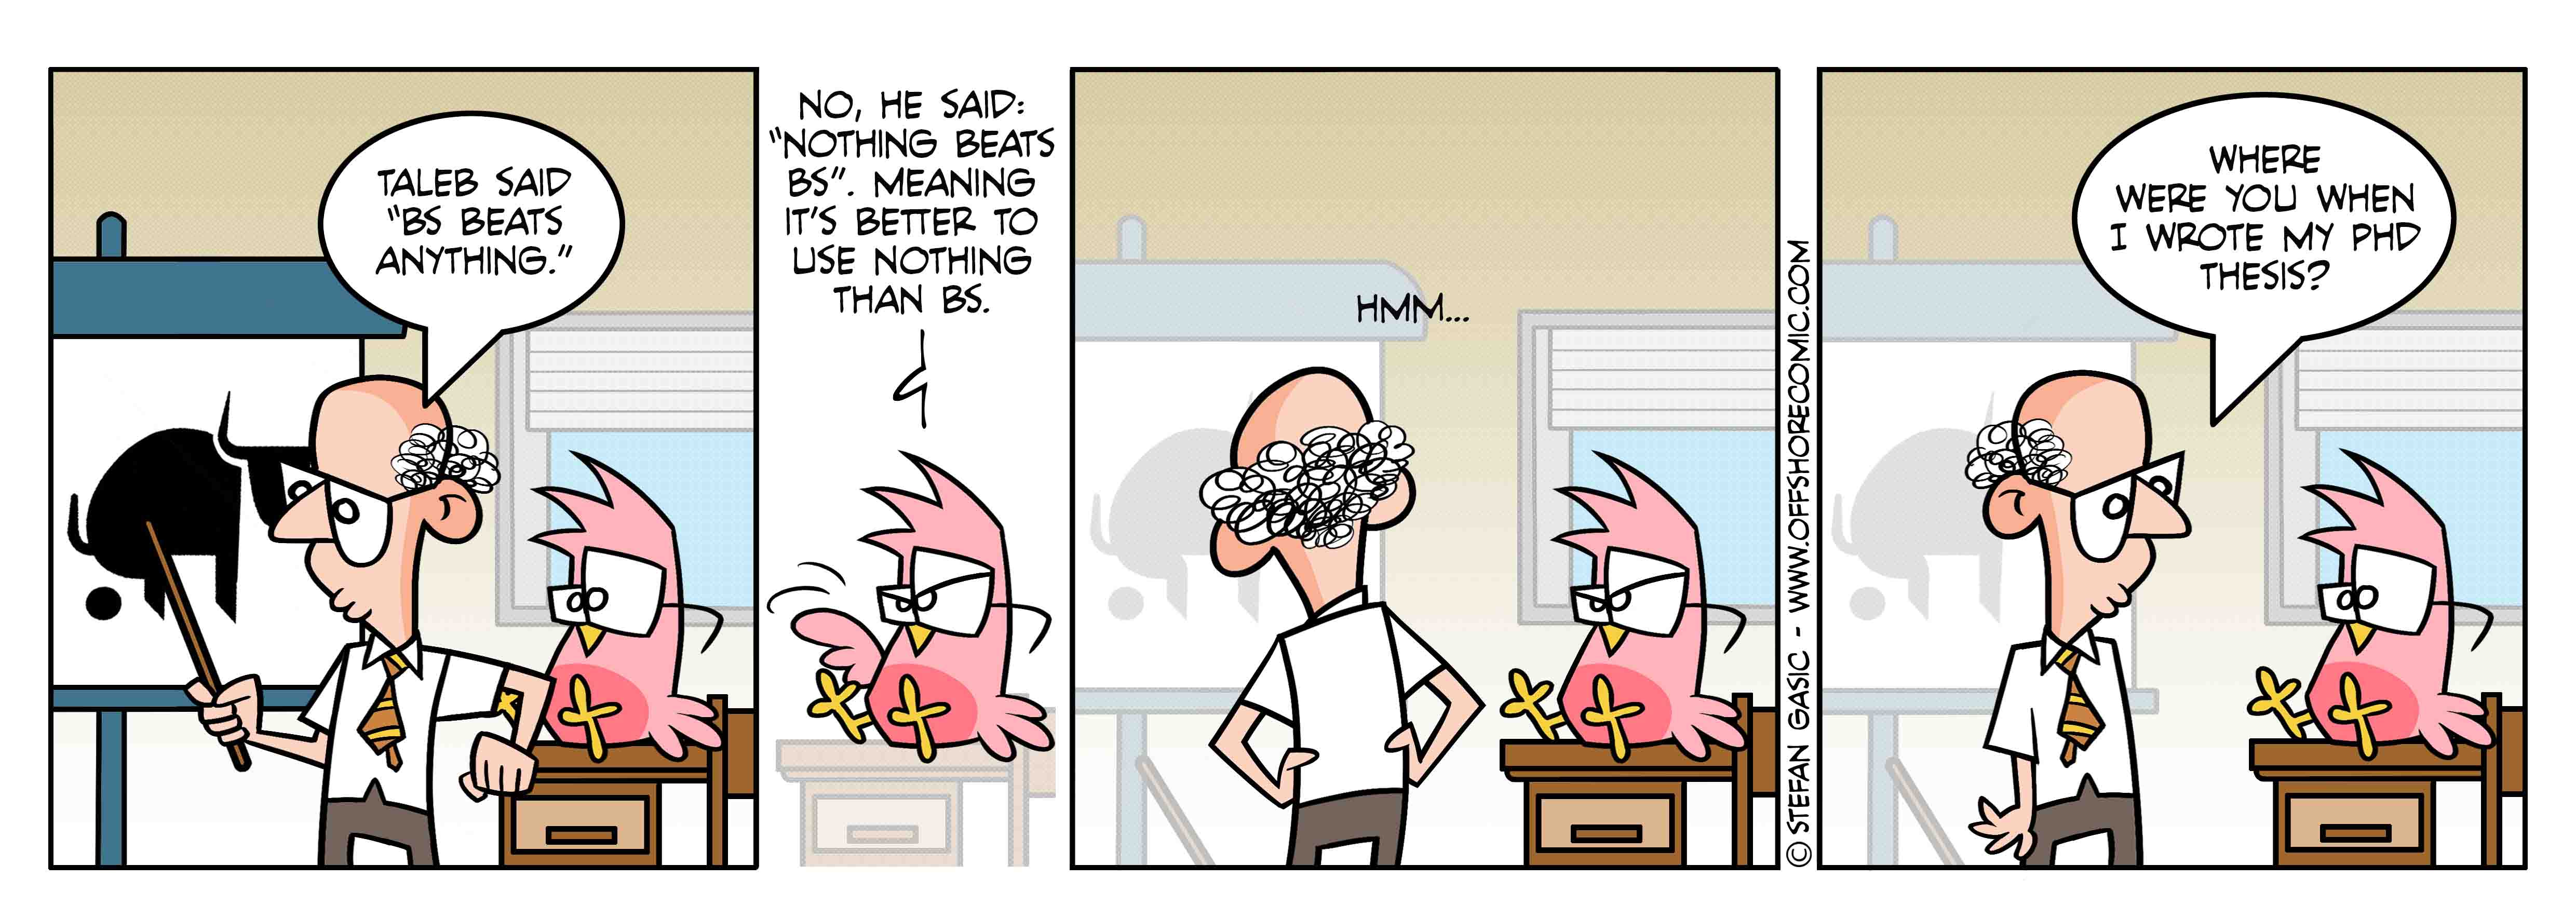 TALEB SAID
"BS BEATS
ANYTHING."
NO, HE SAID:
"NOTHING BEATS
BS". MEANING
IT'S BETTER TO
USE NOTHING
THAN BS.
HMM...
© STEFAN GASIC - WWW.OFFSHORECOMIC.COM
WHERE
WERE YOU WHEN
I WROTE MY PHD
THESIS?